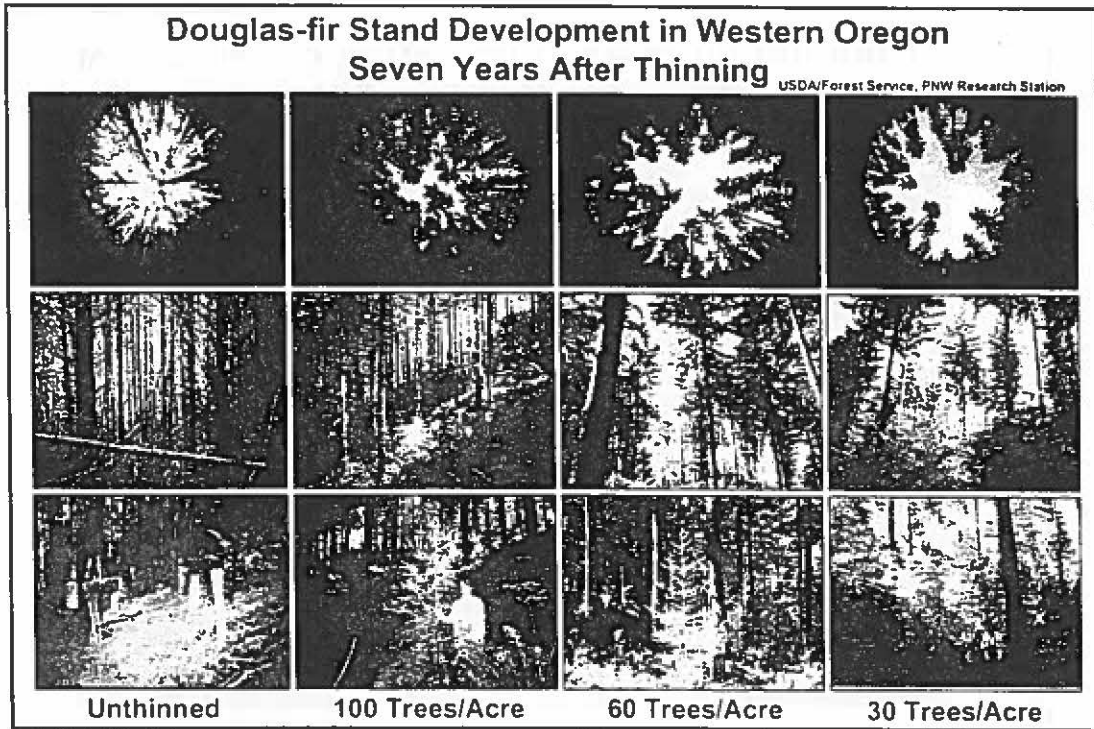 Douglas-fir Stand Development in Western Oregon
Seven Years After Thinning
USDA/Forest Service, PNW Research Station
Unthinned
100 Trees/Acre
60 Trees/Acre
30 Trees/Acre